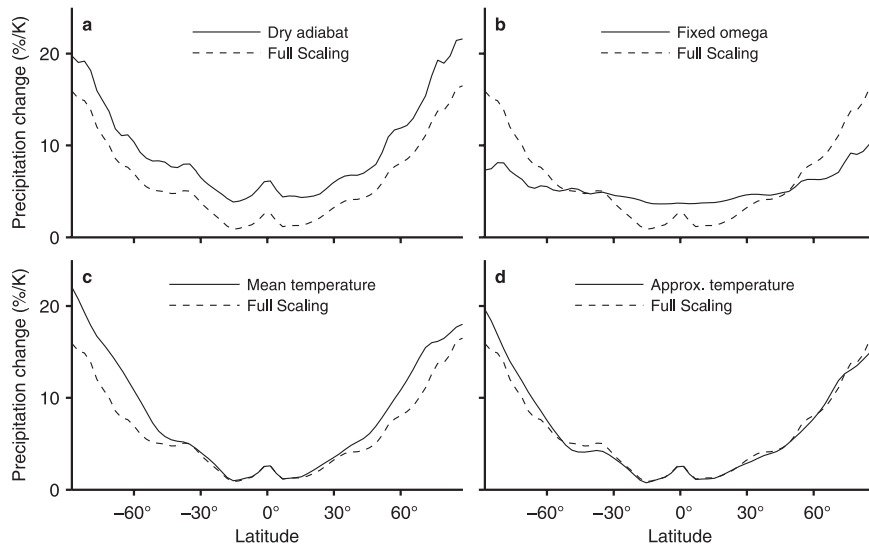 a
Dry adiabat
Full Scaling
b
Fixed omega
Full Scaling
Precipitation change (%/K)
20
10
0
c
Mean temperature
Full Scaling
d
Approx. temperature
Full Scaling
Precipitation change (%/K)
20
10
0
–60° –30° 0° 30° 60°
–60° –30° 0° 30° 60°
Latitude
Latitude